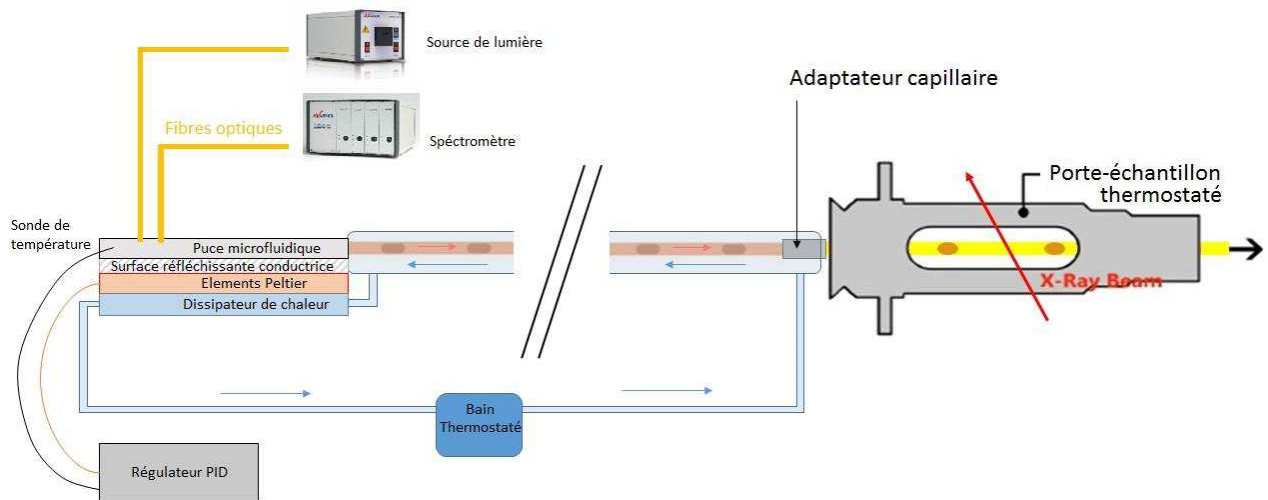 Source de lumière
Adaptateur capillaire
Fibres optiques
Spéctromètre
Porte-échantillon
thermostaté
Sonde de
température
Puce microfluidique
Surface réfléchissante conductrice
Elements Peltier
Dissipateur de chaleur
X-Ray Beam
Bain
Thermostaté
Régulateur PID